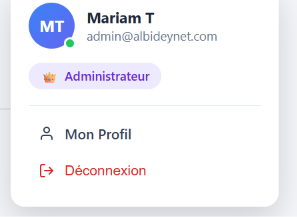 MT
Mariam T
admin@albideynet.com
Administrateur
Mon Profil
Déconnexion